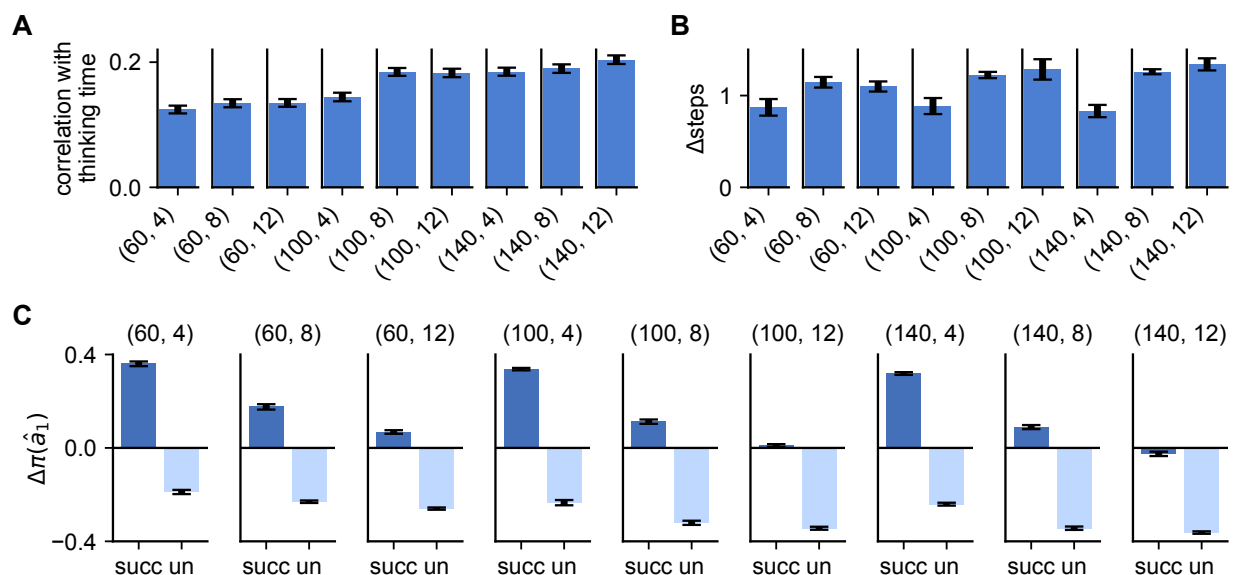 A
correlation with
thinking time
0.2
0.0
(60, 4)
(60, 8)
(60, 12)
(100, 4)
(100, 8)
(100, 12)
(140, 4)
(140, 8)
(140, 12)
B
Δsteps
1
0
(60, 4)
(60, 8)
(60, 12)
(100, 4)
(100, 8)
(100, 12)
(140, 4)
(140, 8)
(140, 12)
C
(60, 4) (60, 8) (60, 12) (100, 4) (100, 8) (100, 12) (140, 4) (140, 8) (140, 12)
Δπ(â₁)
0.4
0.0
−0.4
succ un succ un succ un succ un succ un succ un succ un succ un succ un